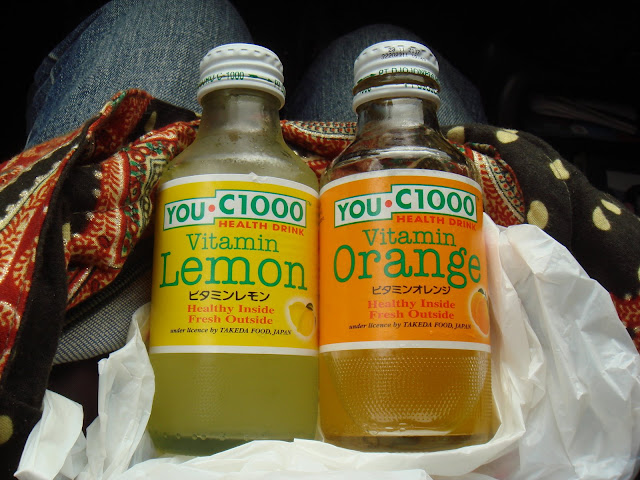 YOU•C1000
HEALTH DRINK
Vitamin
Lemon
ビタミンレモン
Healthy Inside
Fresh Outside
under licence by TAKEDA FOOD, JAPAN
YOU•C1000
HEALTH DRINK
Vitamin
Orange
ビタミンオレンジ
Healthy Inside
Fresh Outside
under licence by TAKEDA FOOD, JAPAN